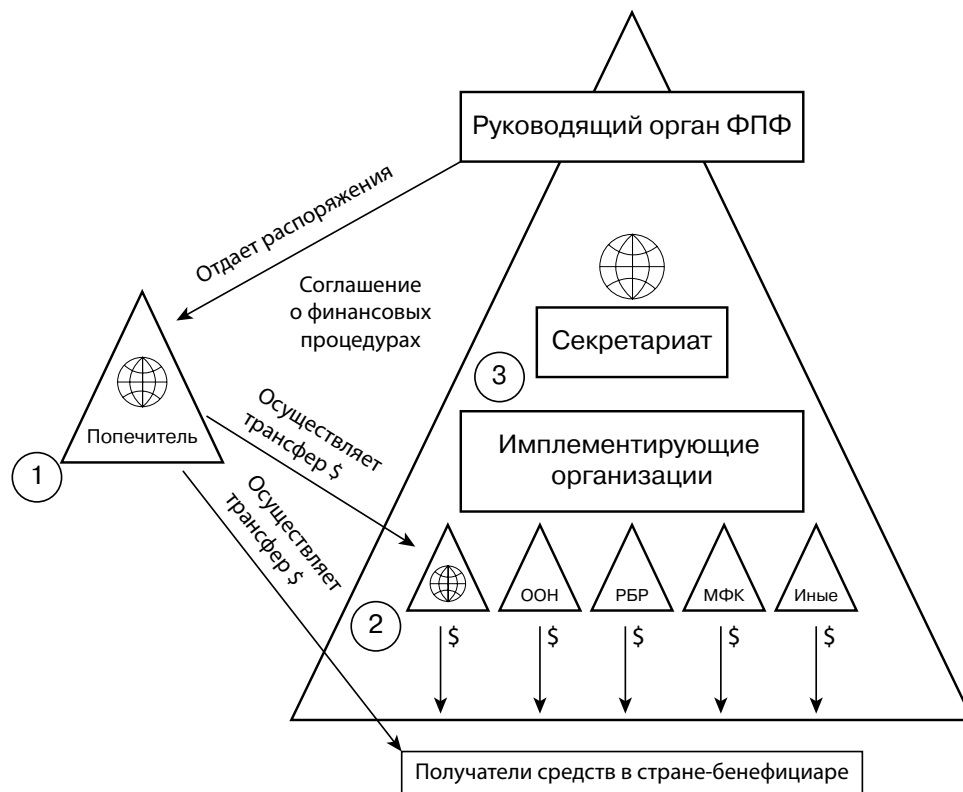 Руководящий орган ФПФ
Отдает распоряжения
Соглашение
о финансовых
процедурах
Секретариат
3
Попечитель
1
Осуществляет
трансфер $
Имплементирующие
организации
Осуществляет
трансфер $
ООН
РБР
МФК
Иные
2
$
$
$
$
$
Получатели средств в стране-бенефициаре